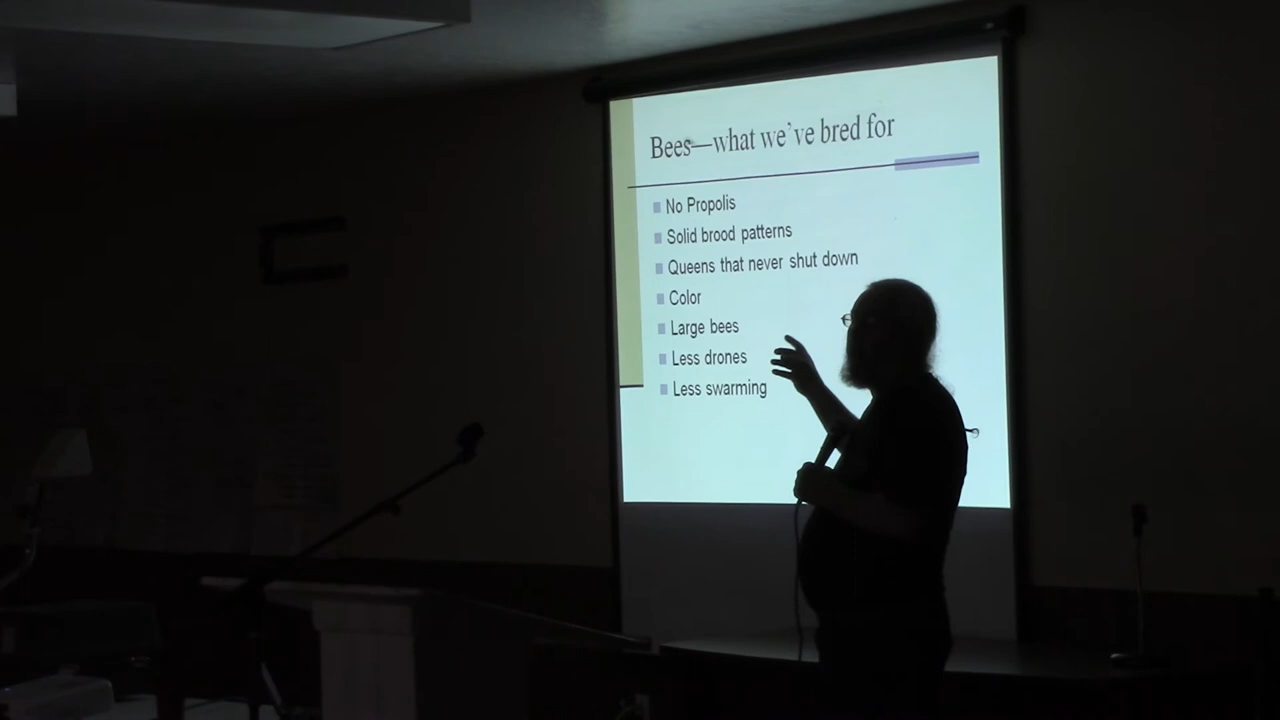 Bees—what we've bred for
No Propolis
Solid brood patterns
Queens that never shut down
Color
Large bees
Less drones
Less swarming